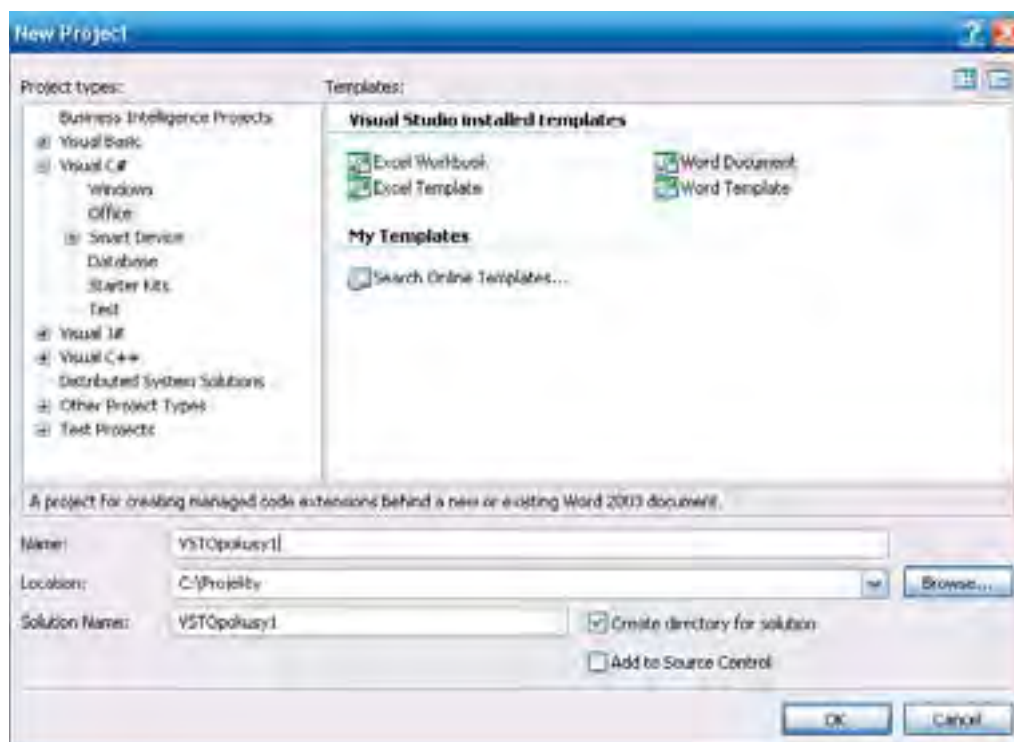 New Project
Project types:
Templates:
Business Intelligence Projects
Visual Basic
Visual C#
Windows
Office
Smart Device
Database
Starter Kits
Test
Visual J#
Visual C++
Distributed System Solutions
Other Project Types
Test Projects
Visual Studio installed templates
Excel Workbook
Word Document
Excel Template
Word Template
My Templates
Search Online Templates...
A project for creating managed code extensions behind a new or existing Word 2003 document.
Name: VSTOpokusy1
Location: C:\Projekty
Browse...
Solution Name: VSTOpokusy1
Create directory for solution
Add to Source Control
OK
Cancel